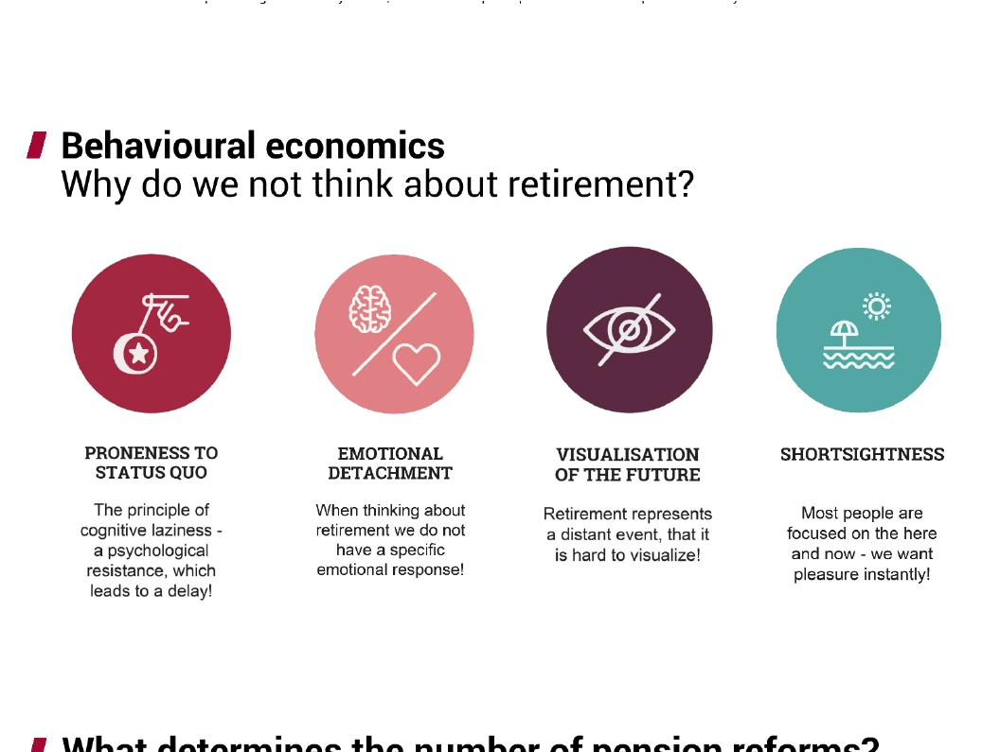 Behavioural economics
Why do we not think about retirement?
PRONENESS TO
STATUS QUO
The principle of
cognitive laziness -
a psychological
resistance, which
leads to a delay!
EMOTIONAL
DETACHMENT
When thinking about
retirement we do not
have a specific
emotional response!
VISUALISATION
OF THE FUTURE
Retirement represents
a distant event, that it
is hard to visualize!
SHORTSIGHTNESS
Most people are
focused on the here
and now - we want
pleasure instantly!
What determines the number of pension reforms?